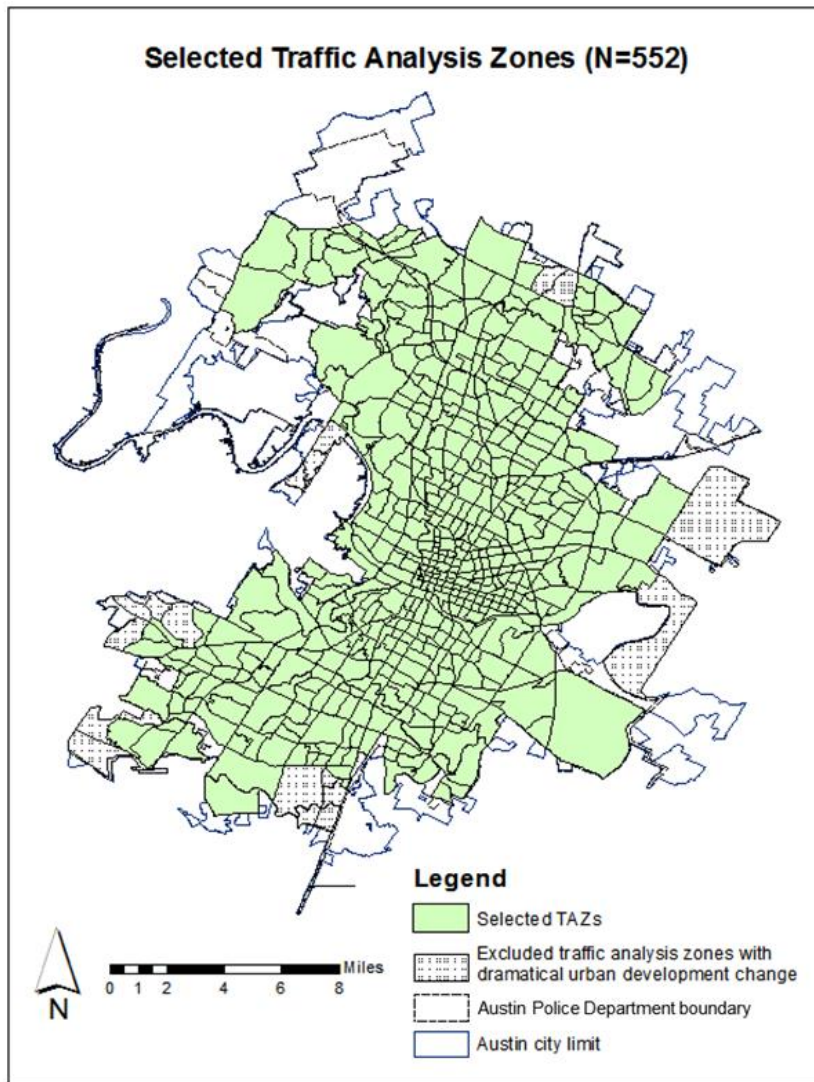 Selected Traffic Analysis Zones (N=552)
Legend
Selected TAZs
Excluded traffic analysis zones with
dramatical urban development change
Austin Police Department boundary
Austin city limit
N
Miles
0 1 2 4 6 8